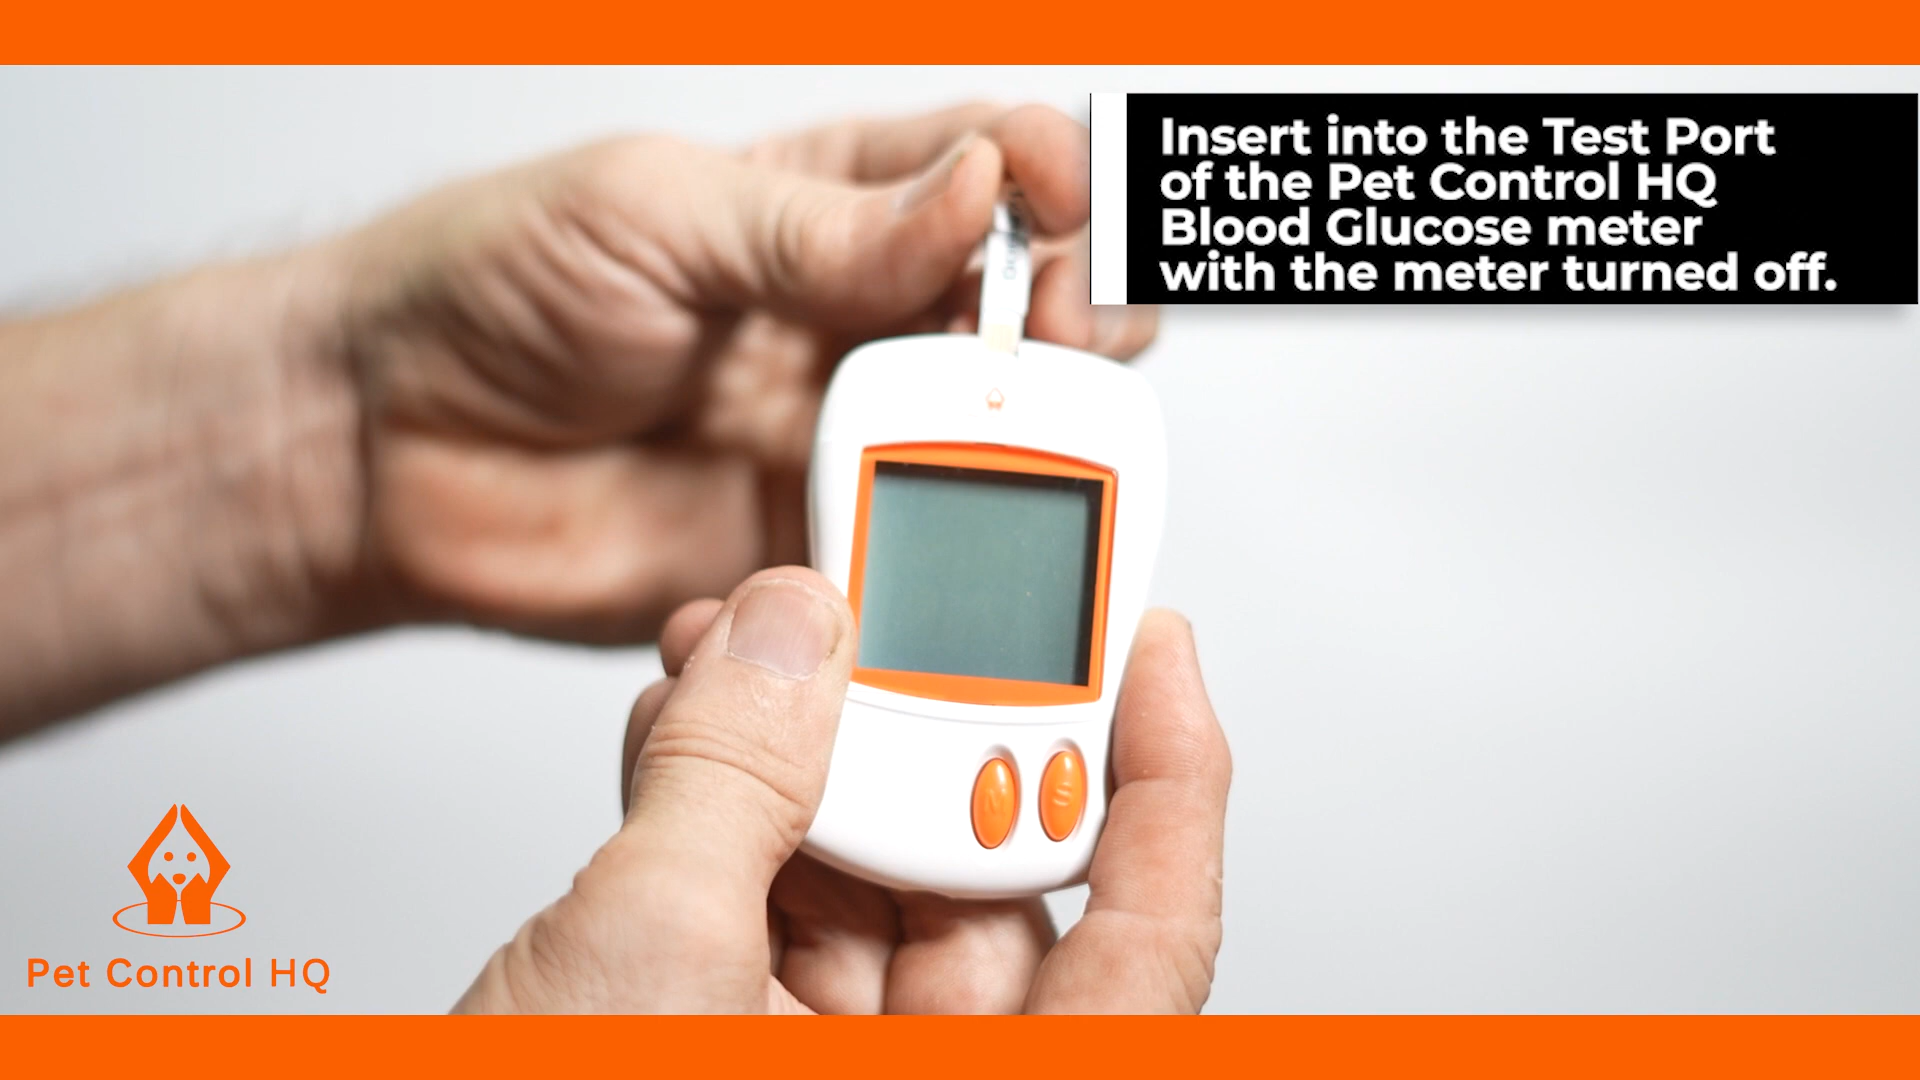 Insert into the Test Port
of the Pet Control HQ
Blood Glucose meter
with the meter turned off.
M
S
Pet Control HQ